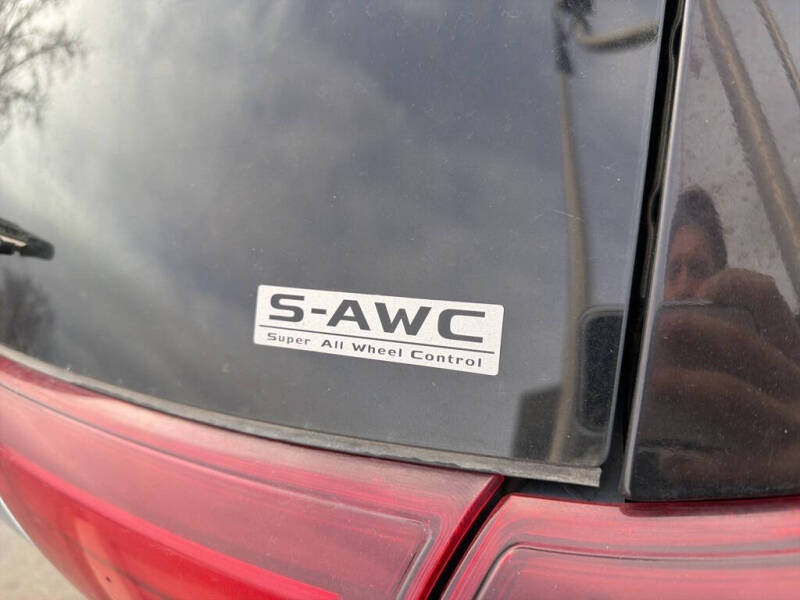 S-AWC
Super All Wheel Control